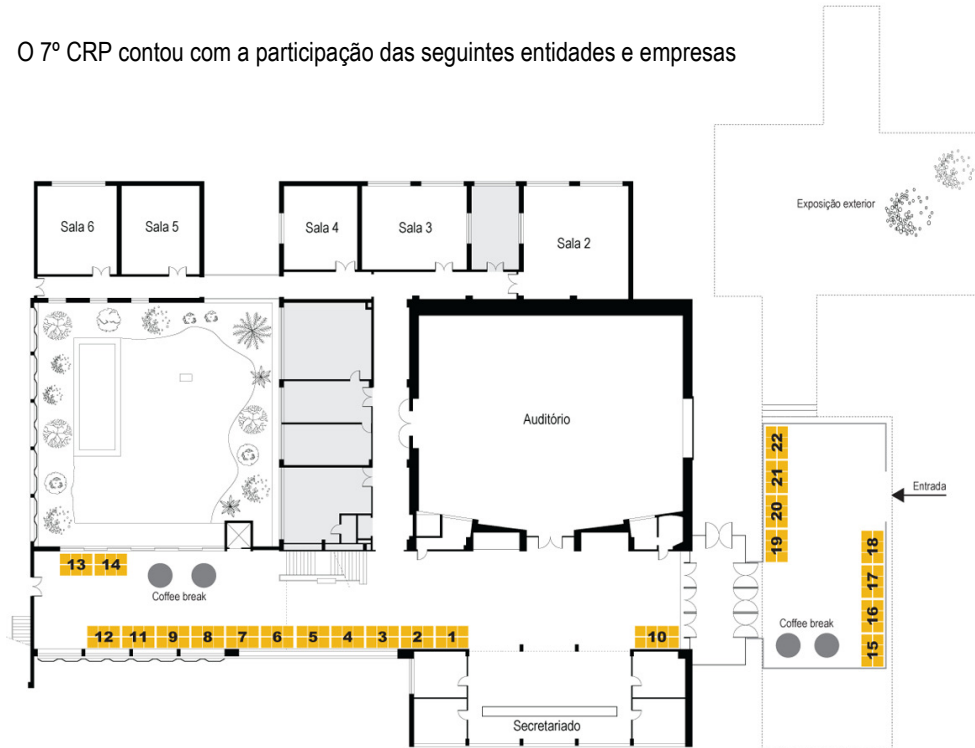 O 7º CRP contou com a participação das seguintes entidades e empresas
Exposição exterior
Sala 6
Sala 5
Sala 4
Sala 3
Sala 2
Auditório
Entrada
22
21
20
19
18
17
16
15
Coffee break
13
14
Coffee break
12
11
9
8
7
6
5
4
3
2
1
10
Secretariado